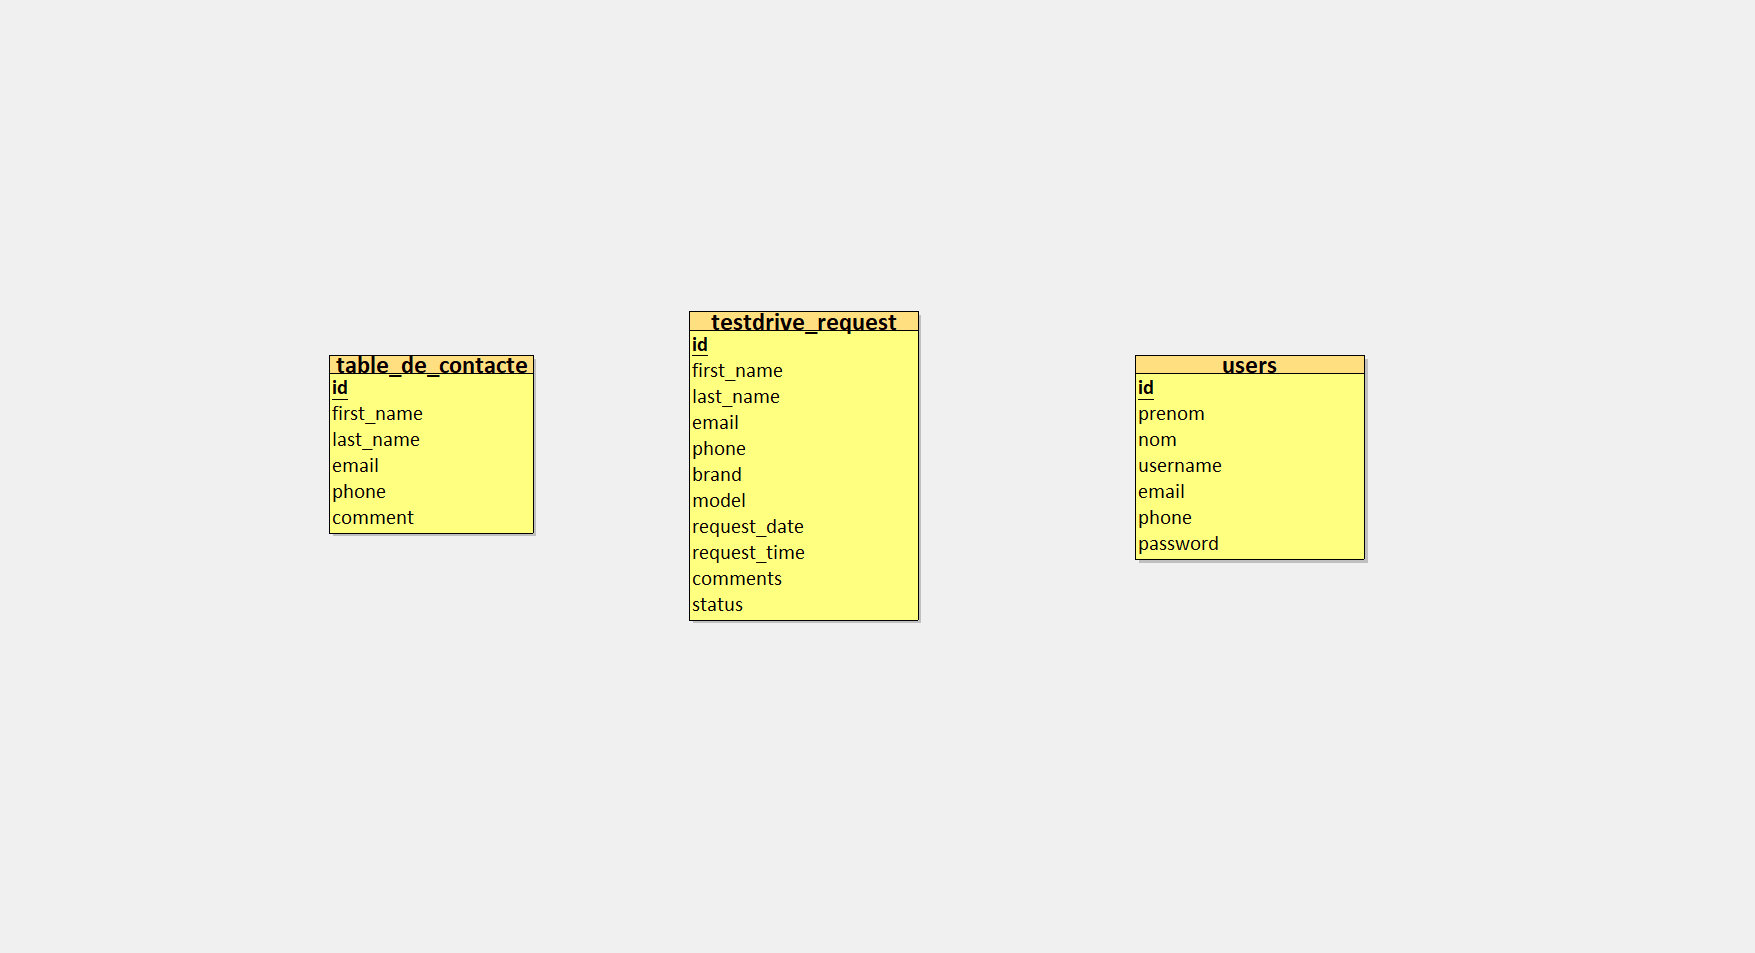 table_de_contacte
id
first_name
last_name
email
phone
comment
testdrive_request
id
first_name
last_name
email
phone
brand
model
request_date
request_time
comments
status
users
id
prenom
nom
username
email
phone
password